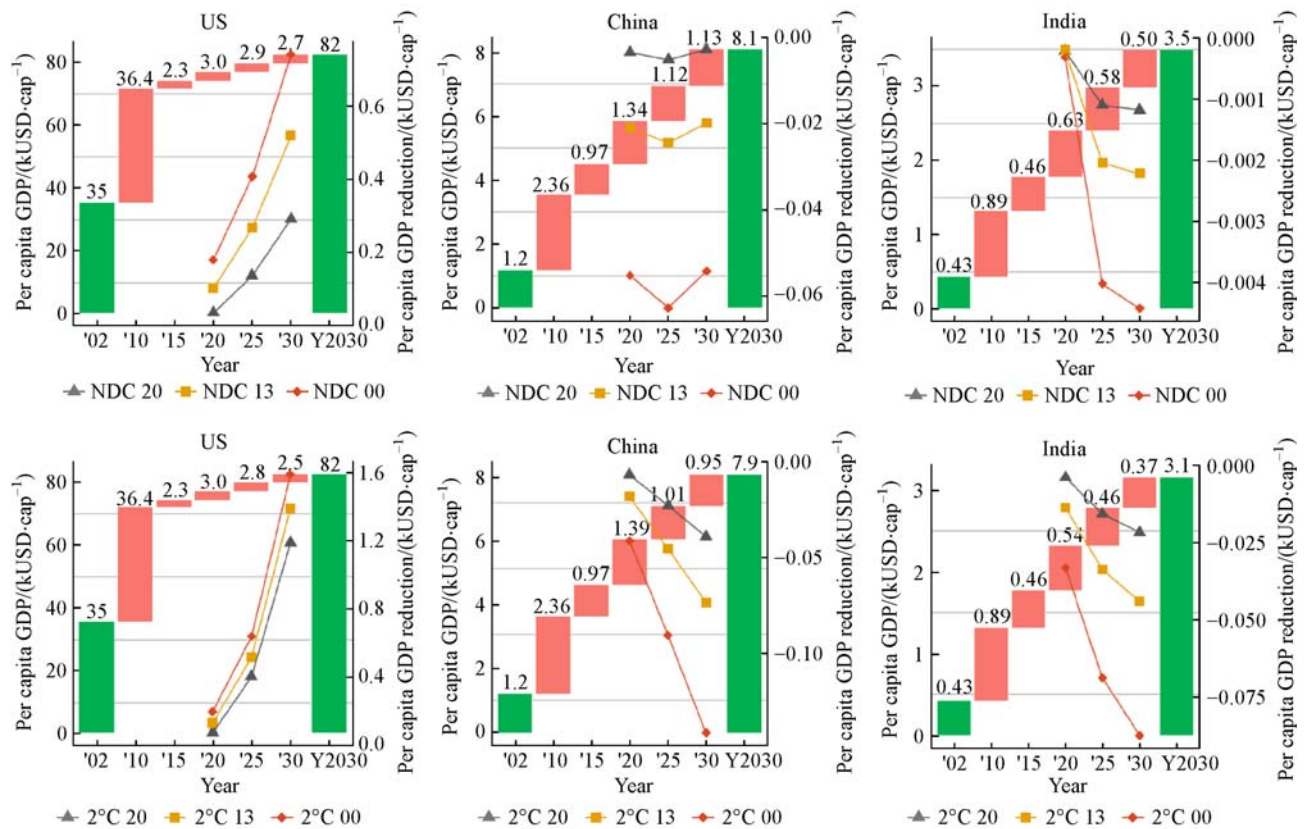 US
Per capita GDP/(kUSD·cap⁻¹)
80
60
40
20
0
35
36.4
2.3
3.0
2.9
2.7
82
0.6
0.4
0.2
0.0
Per capita GDP reduction/(kUSD·cap⁻¹)
'02 '10 '15 '20 '25 '30 Y2030
Year
NDC 20 NDC 13 NDC 00
China
Per capita GDP/(kUSD·cap⁻¹)
8
6
4
2
0
1.2
2.36
0.97
1.34
1.12
1.13
8.1
0.00
−0.02
−0.04
−0.06
Per capita GDP reduction/(kUSD·cap⁻¹)
'02 '10 '15 '20 '25 '30 Y2030
Year
NDC 20 NDC 13 NDC 00
India
Per capita GDP/(kUSD·cap⁻¹)
3
2
1
0
0.43
0.89
0.46
0.63
0.58
0.50
3.5
0.000
−0.001
−0.002
−0.003
−0.004
Per capita GDP reduction/(kUSD·cap⁻¹)
'02 '10 '15 '20 '25 '30 Y2030
Year
NDC 20 NDC 13 NDC 00
US
Per capita GDP/(kUSD·cap⁻¹)
80
60
40
20
0
35
36.4
2.3
3.0
2.8
2.5
82
1.6
1.2
0.8
0.4
0.0
Per capita GDP reduction/(kUSD·cap⁻¹)
'02 '10 '15 '20 '25 '30 Y2030
Year
2°C 20 2°C 13 2°C 00
China
Per capita GDP/(kUSD·cap⁻¹)
8
6
4
2
0
1.2
2.36
0.97
1.39
1.01
0.95
7.9
0.00
−0.05
−0.10
Per capita GDP reduction/(kUSD·cap⁻¹)
'02 '10 '15 '20 '25 '30 Y2030
Year
2°C 20 2°C 13 2°C 00
India
Per capita GDP/(kUSD·cap⁻¹)
3
2
1
0
0.43
0.89
0.46
0.54
0.46
0.37
3.1
0.000
−0.025
−0.050
−0.075
Per capita GDP reduction/(kUSD·cap⁻¹)
'02 '10 '15 '20 '25 '30 Y2030
Year
2°C 20 2°C 13 2°C 00